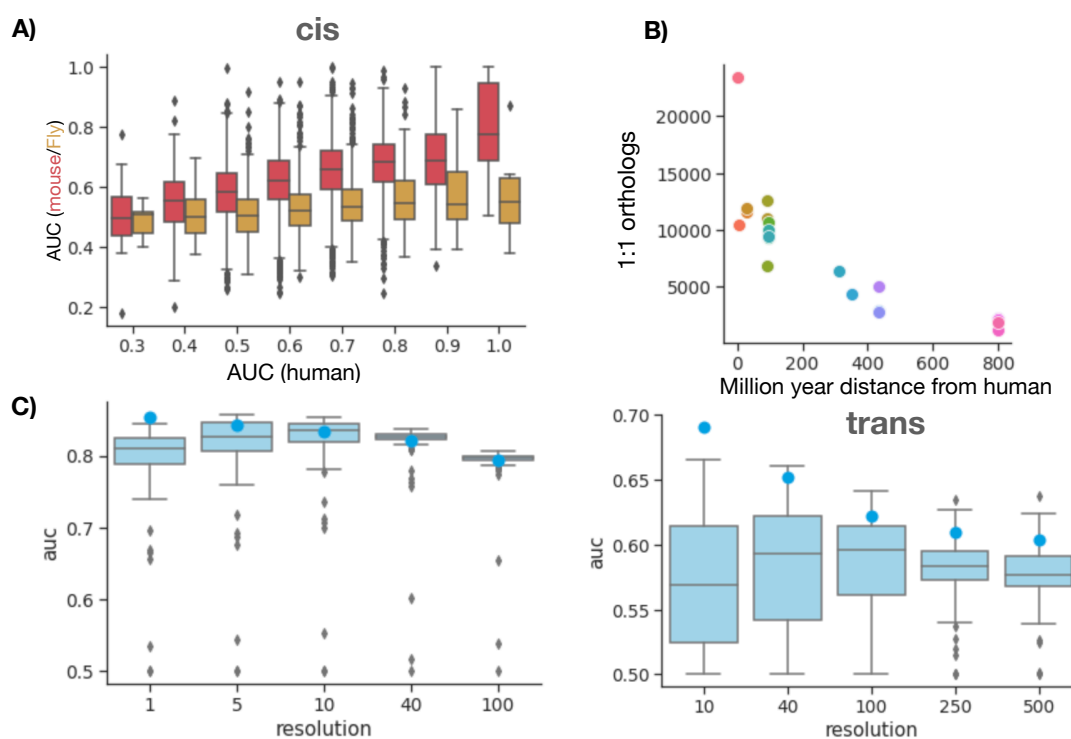 A)
cis
AUC (mouse/Fly)
1.0
0.8
0.6
0.4
0.2
0.3 0.4 0.5 0.6 0.7 0.8 0.9 1.0
AUC (human)
B)
1:1 orthologs
20000
15000
10000
5000
0 200 400 600 800
Million year distance from human
C)
auc
0.8
0.7
0.6
0.5
1 5 10 40 100
resolution
trans
auc
0.70
0.65
0.60
0.55
0.50
10 40 100 250 500
resolution